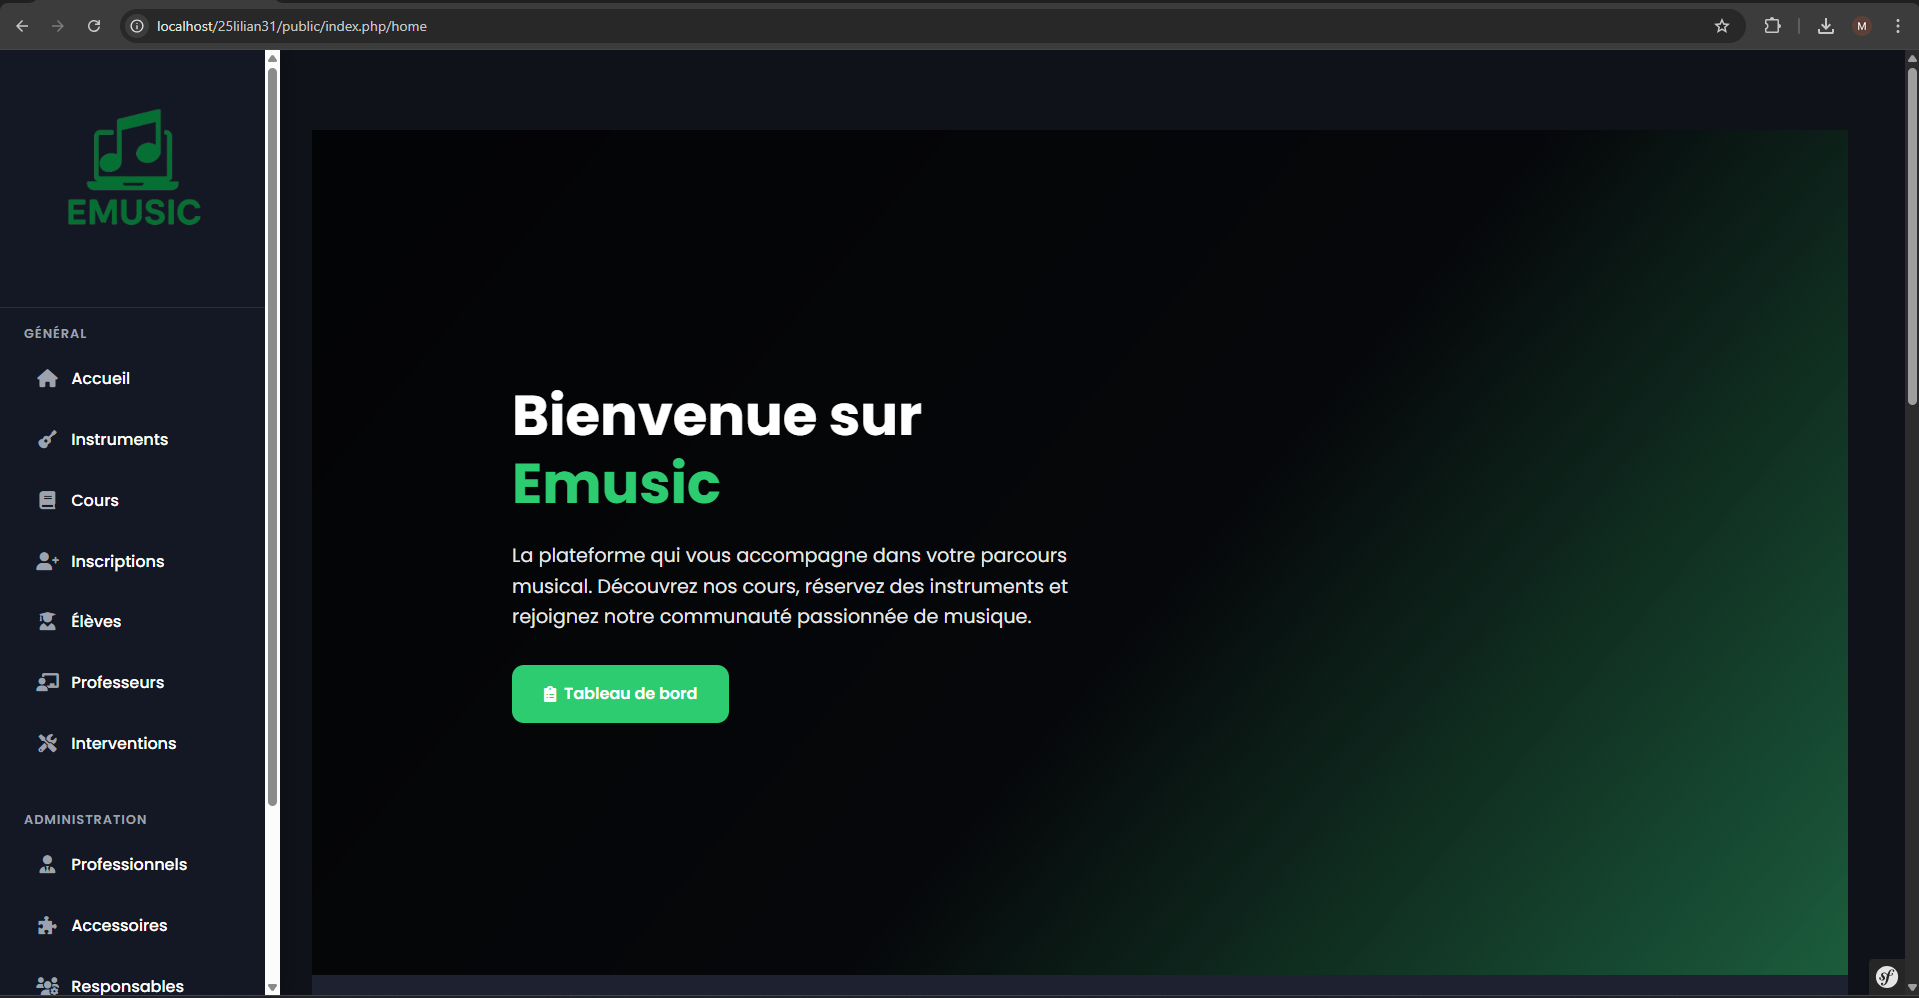 localhost/25lilian31/public/index.php/home
M
EMUSIC
GÉNÉRAL
Accueil
Instruments
Cours
Inscriptions
Élèves
Professeurs
Interventions
ADMINISTRATION
Professionnels
Accessoires
Responsables
Bienvenue sur
Emusic
La plateforme qui vous accompagne dans votre parcours
musical. Découvrez nos cours, réservez des instruments et
rejoignez notre communauté passionnée de musique.
Tableau de bord
sf